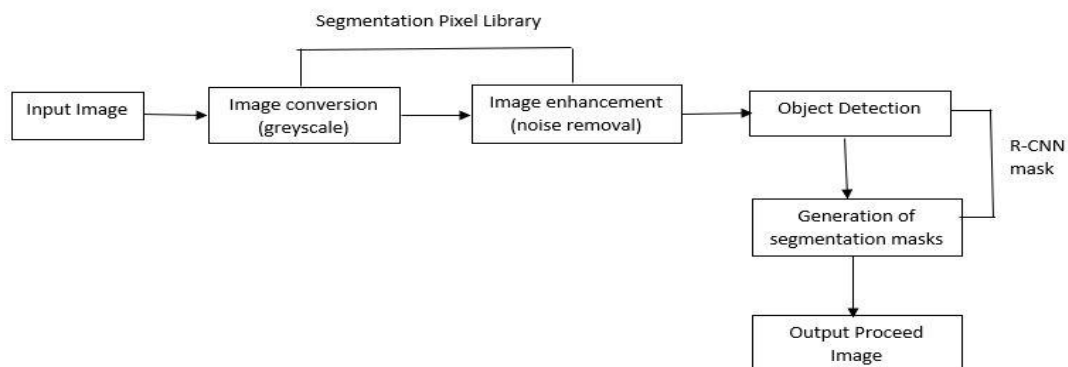 Segmentation Pixel Library
Input Image
Image conversion
(greyscale)
Image enhancement
(noise removal)
Object Detection
R-CNN
mask
Generation of
segmentation masks
Output Proceed
Image